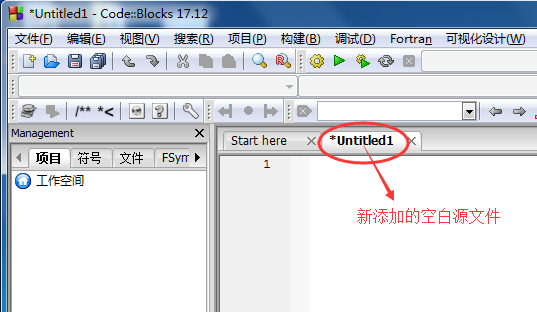 *Untitled1 - Code::Blocks 17.12
文件(F) 编辑(E) 视图(V) 搜索(R) 项目(P) 构建(B) 调试(D) Fortran 可视化设计(W)
/** *<
Management
项目 符号 文件 FSym
工作空间
Start here *Untitled1
1
新添加的空白源文件